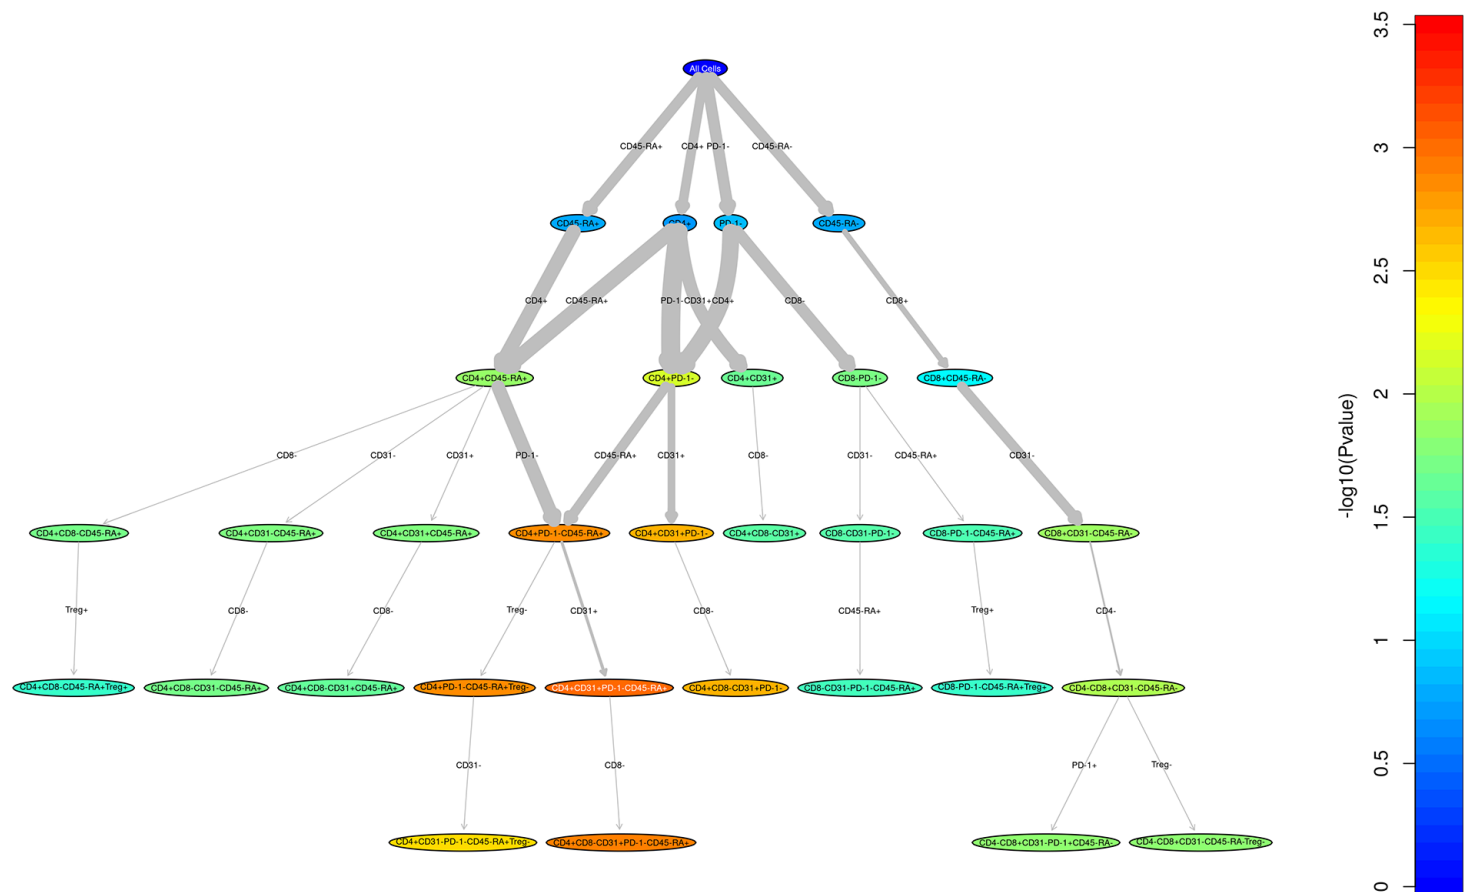 All Cells
CD45-RA+ CD4+ PD-1- CD45-RA-
CD45-RA+ CD4+ PD-1- CD45-RA-
CD4+ CD45-RA+ PD-1- CD31+ CD4+ CD8- CD8+
CD4+CD45-RA+ CD4+PD-1- CD4+CD31+ CD8-PD-1- CD8+CD45-RA-
CD8- CD31- CD31+ PD-1- CD45-RA+ CD31+ CD8- CD31- CD45-RA+ CD31-
CD4+CD8-CD45-RA+ CD4+CD31-CD45-RA+ CD4+CD31+CD45-RA+ CD4+PD-1-CD45-RA+ CD4+CD31+PD-1- CD4+CD8-CD31+ CD8-CD31-PD-1- CD8-PD-1-CD45-RA+ CD8+CD31-CD45-RA-
Treg+ CD8- CD8- Treg- CD31+ CD8- CD45-RA+ Treg+ CD4-
CD4+CD8-CD45-RA+Treg+ CD4+CD8-CD31-CD45-RA+ CD4+CD8-CD31+CD45-RA+ CD4+PD-1-CD45-RA+Treg- CD4+CD31+PD-1-CD45-RA+ CD4+CD8-CD31+PD-1- CD8-CD31-PD-1-CD45-RA+ CD8-PD-1-CD45-RA+Treg+ CD4-CD8+CD31-CD45-RA-
CD31- CD8- PD-1+ Treg-
CD4+CD31-PD-1-CD45-RA+Treg- CD4+CD8-CD31+PD-1-CD45-RA+ CD4-CD8+CD31-PD-1+CD45-RA- CD4-CD8+CD31-CD45-RA-Treg-
-log10(Pvalue)
3.5
3
2.5
2
1.5
1
0.5
0